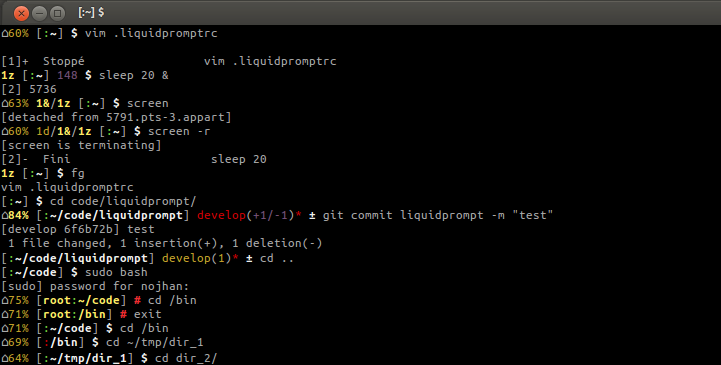 [:~] $
⌂60% [:~] $ vim .liquidpromptrc
[1]+  Stoppé                 vim .liquidpromptrc
1z [:~] 148 $ sleep 20 &
[2] 5736
⌂63% 1&/1z [:~] $ screen
[detached from 5791.pts-3.appart]
⌂60% 1d/1&/1z [:~] $ screen -r
[screen is terminating]
[2]-  Fini                    sleep 20
1z [:~] $ fg
vim .liquidpromptrc
[:~] $ cd code/liquidprompt/
⌂84% [:~/code/liquidprompt] develop(+1/-1)* ± git commit liquidprompt -m "test"
[develop 6f6b72b] test
 1 file changed, 1 insertion(+), 1 deletion(-)
[:~/code/liquidprompt] develop(1)* ± cd ..
[:~/code] $ sudo bash
[sudo] password for nojhan:
⌂75% [root:~/code] # cd /bin
⌂71% [root:/bin] # exit
⌂71% [:~/code] $ cd /bin
⌂69% [:/bin] $ cd ~/tmp/dir_1
⌂64% [:~/tmp/dir_1] $ cd dir_2/